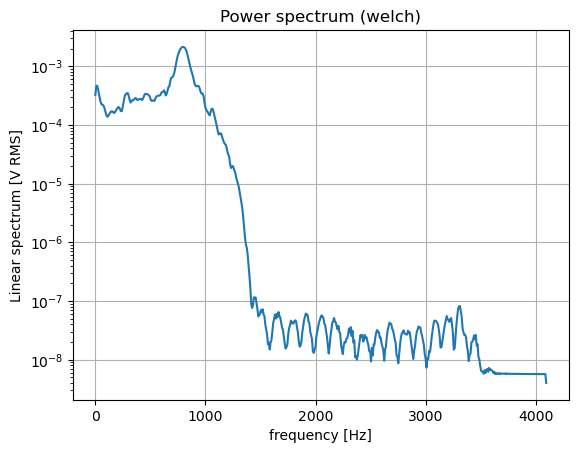 Power spectrum (welch)
Linear spectrum [V RMS]
10⁻³
10⁻⁴
10⁻⁵
10⁻⁶
10⁻⁷
10⁻⁸
0 1000 2000 3000 4000
frequency [Hz]